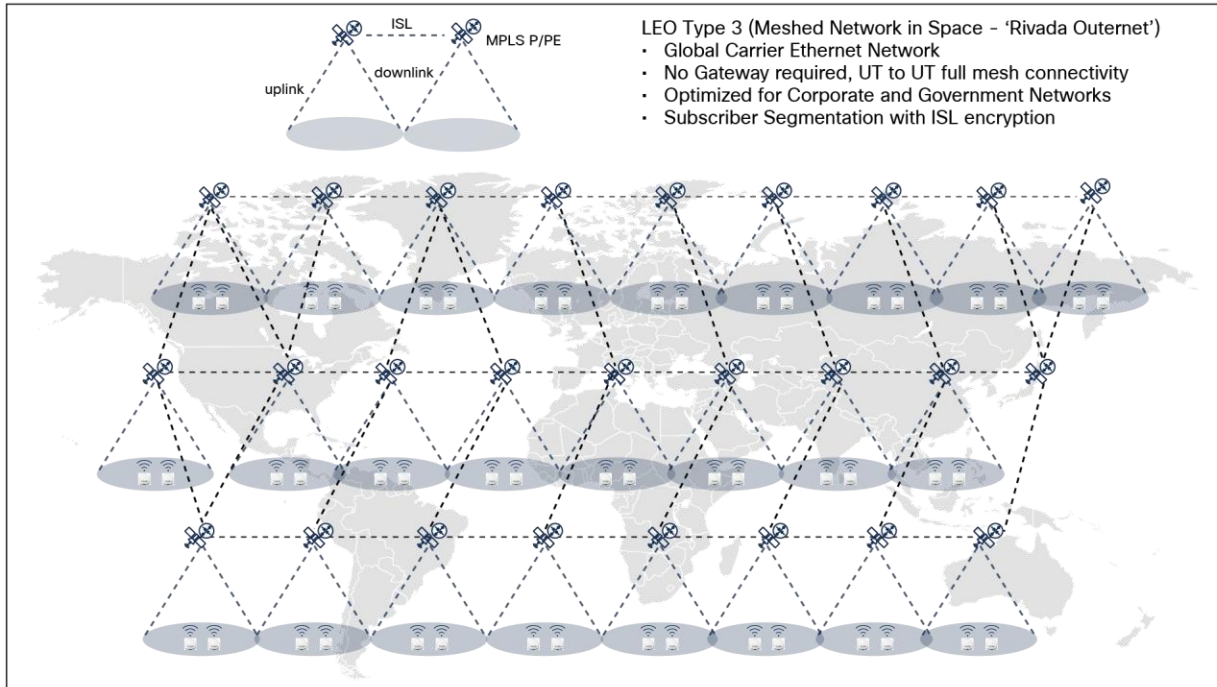 ISL
MPLS P/PE
uplink
downlink
LEO Type 3 (Meshed Network in Space – ‘Rivada Outernet’)
· Global Carrier Ethernet Network
· No Gateway required, UT to UT full mesh connectivity
· Optimized for Corporate and Government Networks
· Subscriber Segmentation with ISL encryption